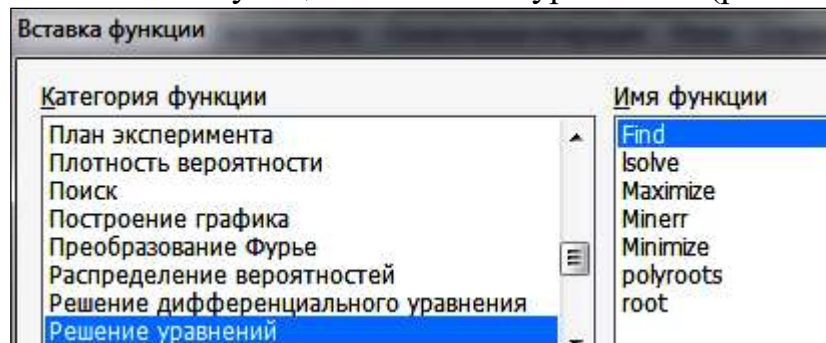 Вставка функции
Категория функции
План эксперимента
Плотность вероятности
Поиск
Построение графика
Преобразование Фурье
Распределение вероятностей
Решение дифференциального уравнения
Решение уравнений
Имя функции
Find
lsolve
Maximize
Minerr
Minimize
polyroots
root